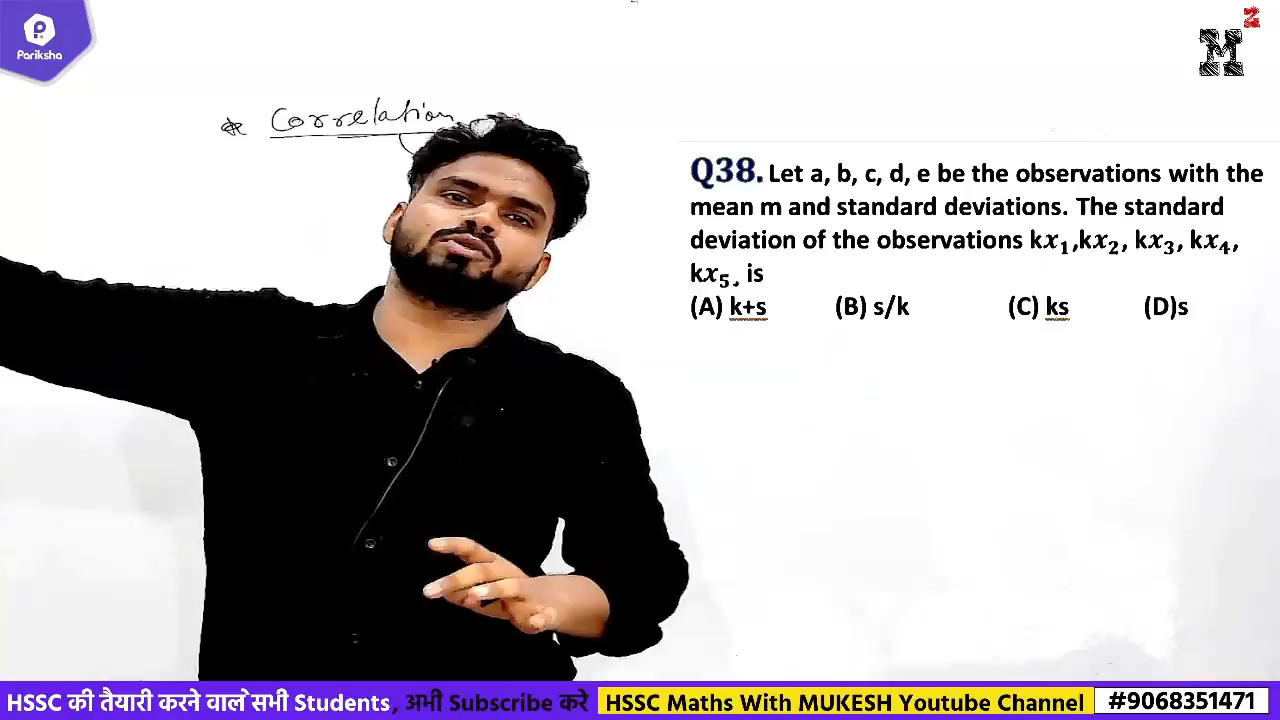 Pariksha
M²
* Correlation
Q38. Let a, b, c, d, e be the observations with the
mean m and standard deviations. The standard
deviation of the observations kx₁,kx₂, kx₃, kx₄,
kx₅, is
(A) k+s (B) s/k (C) ks (D)s
HSSC की तैयारी करने वाले सभी Students, अभी Subscribe करे HSSC Maths With MUKESH Youtube Channel #9068351471